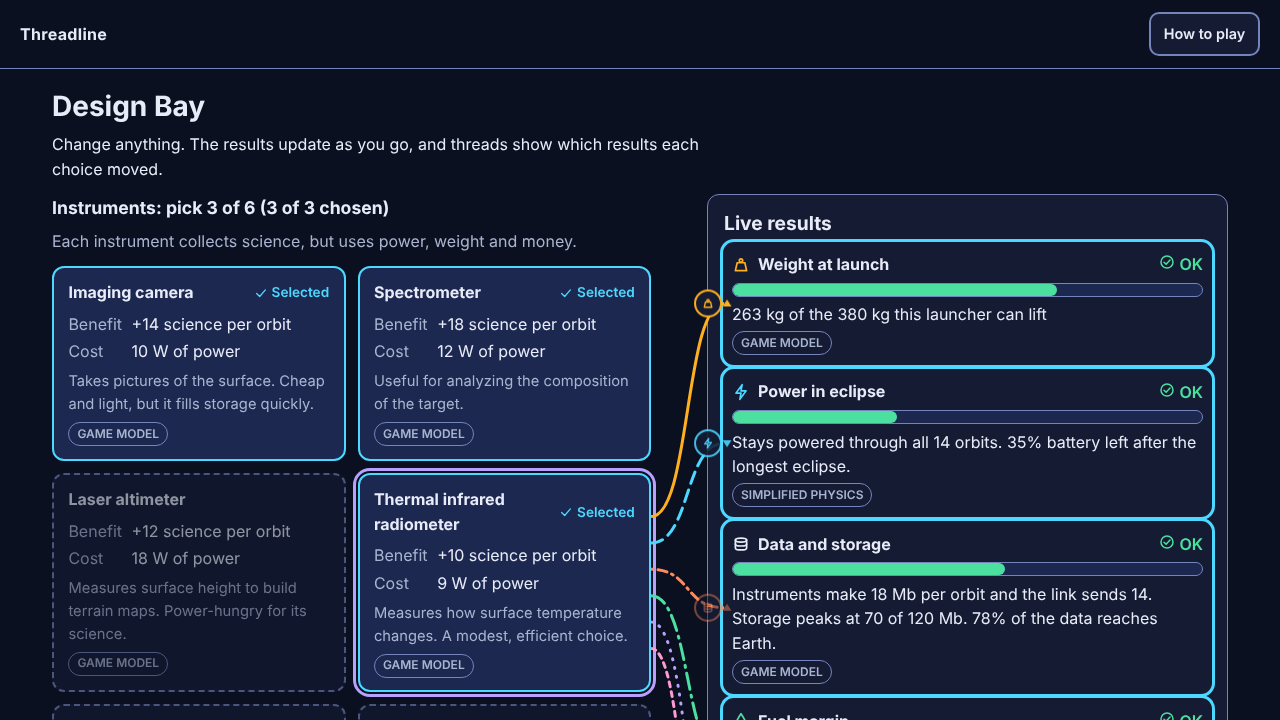 Threadline
How to play
Design Bay
Change anything. The results update as you go, and threads show which results each
choice moved.
Instruments: pick 3 of 6 (3 of 3 chosen)
Each instrument collects science, but uses power, weight and money.
Imaging camera
Selected
Benefit +14 science per orbit
Cost 10 W of power
Takes pictures of the surface. Cheap
and light, but it fills storage quickly.
GAME MODEL
Spectrometer
Selected
Benefit +18 science per orbit
Cost 12 W of power
Useful for analyzing the composition
of the target.
GAME MODEL
Laser altimeter
Benefit +12 science per orbit
Cost 18 W of power
Measures surface height to build
terrain maps. Power-hungry for its
science.
GAME MODEL
Thermal infrared
radiometer
Selected
Benefit +10 science per orbit
Cost 9 W of power
Measures how surface temperature
changes. A modest, efficient choice.
GAME MODEL
Live results
Weight at launch
OK
263 kg of the 380 kg this launcher can lift
GAME MODEL
Power in eclipse
OK
Stays powered through all 14 orbits. 35% battery left after the
longest eclipse.
SIMPLIFIED PHYSICS
Data and storage
OK
Instruments make 18 Mb per orbit and the link sends 14.
Storage peaks at 70 of 120 Mb. 78% of the data reaches
Earth.
GAME MODEL
Fuel margin
OK